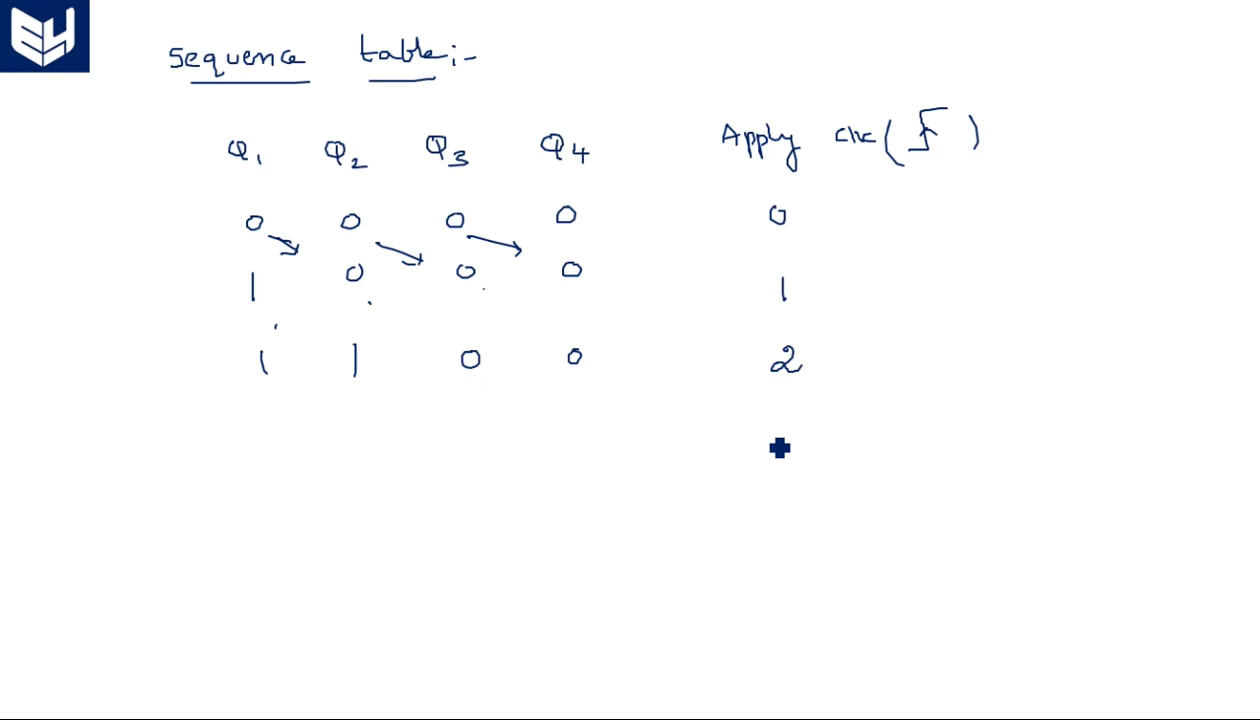 Sequence table:-
Q1 Q2 Q3 Q4 Apply clk( )
0 0 0 0 0
1 0 0 0 1
1 1 0 0 2